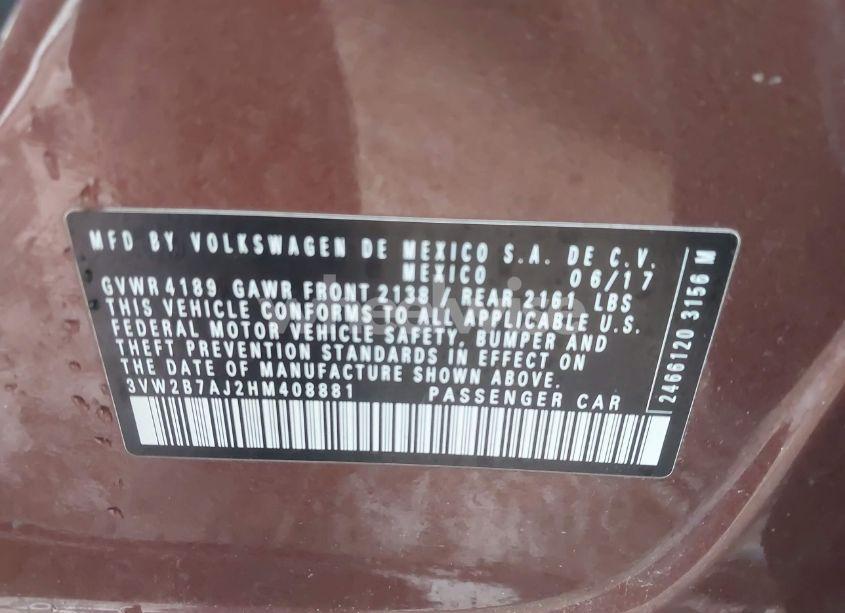 MFD BY VOLKSWAGEN DE MEXICO S.A. DE C.V.
MEXICO 06/17
GVWR 4189 GAWR FRONT 2138 / REAR 2161 LBS
THIS VEHICLE CONFORMS TO ALL APPLICABLE U.S.
FEDERAL MOTOR VEHICLE SAFETY, BUMPER AND
THEFT PREVENTION STANDARDS IN EFFECT ON
THE DATE OF MANUFACTURE SHOWN ABOVE.
3VW2B7AJ2HM408881 PASSENGER CAR
2466120 3156 M